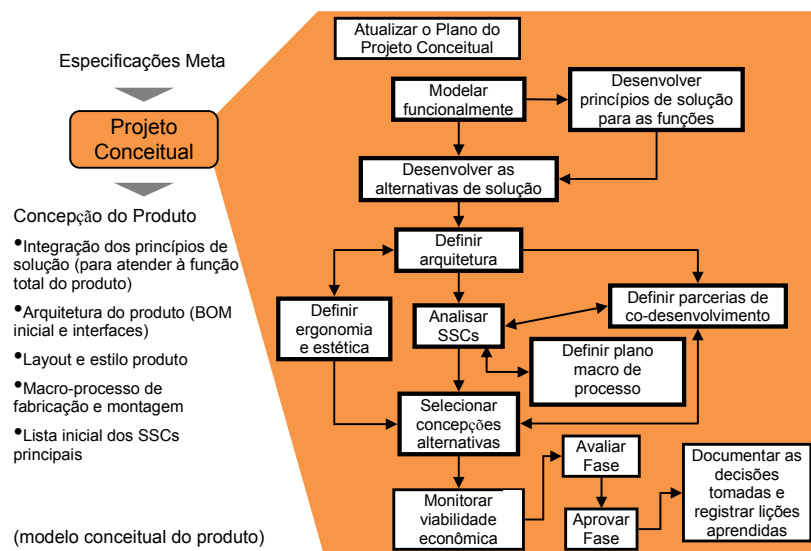 Especificações Meta
Projeto
Conceitual
Concepção do Produto
•Integração dos princípios de
solução (para atender à função
total do produto)
•Arquitetura do produto (BOM
inicial e interfaces)
•Layout e estilo produto
•Macro-processo de
fabricação e montagem
•Lista inicial dos SSCs
principais
(modelo conceitual do produto)
Atualizar o Plano do
Projeto Conceitual
Modelar
funcionalmente
Desenvolver
princípios de solução
para as funções
Desenvolver as
alternativas de solução
Definir
arquitetura
Definir
ergonomia
e estética
Analisar
SSCs
Definir parcerias de
co-desenvolvimento
Definir plano
macro de
processo
Selecionar
concepções
alternativas
Monitorar
viabilidade
econômica
Avaliar
Fase
Aprovar
Fase
Documentar as
decisões
tomadas e
registrar lições
aprendidas